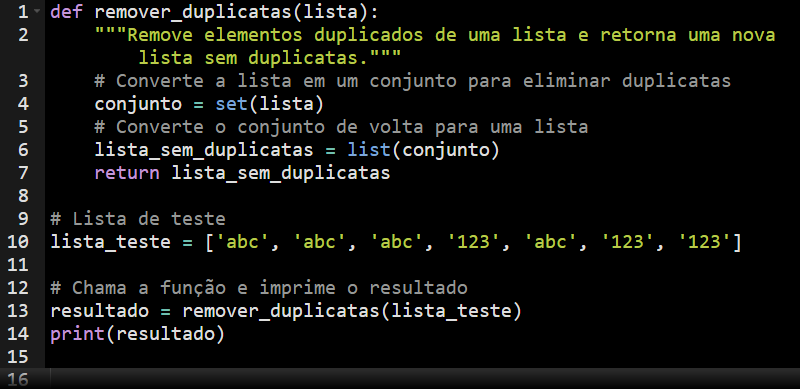 1 def remover_duplicatas(lista):
2     """Remove elementos duplicados de uma lista e retorna uma nova
        lista sem duplicatas."""
3     # Converte a lista em um conjunto para eliminar duplicatas
4     conjunto = set(lista)
5     # Converte o conjunto de volta para uma lista
6     lista_sem_duplicatas = list(conjunto)
7     return lista_sem_duplicatas
8
9 # Lista de teste
10 lista_teste = ['abc', 'abc', 'abc', '123', 'abc', '123', '123']
11
12 # Chama a função e imprime o resultado
13 resultado = remover_duplicatas(lista_teste)
14 print(resultado)
15
16